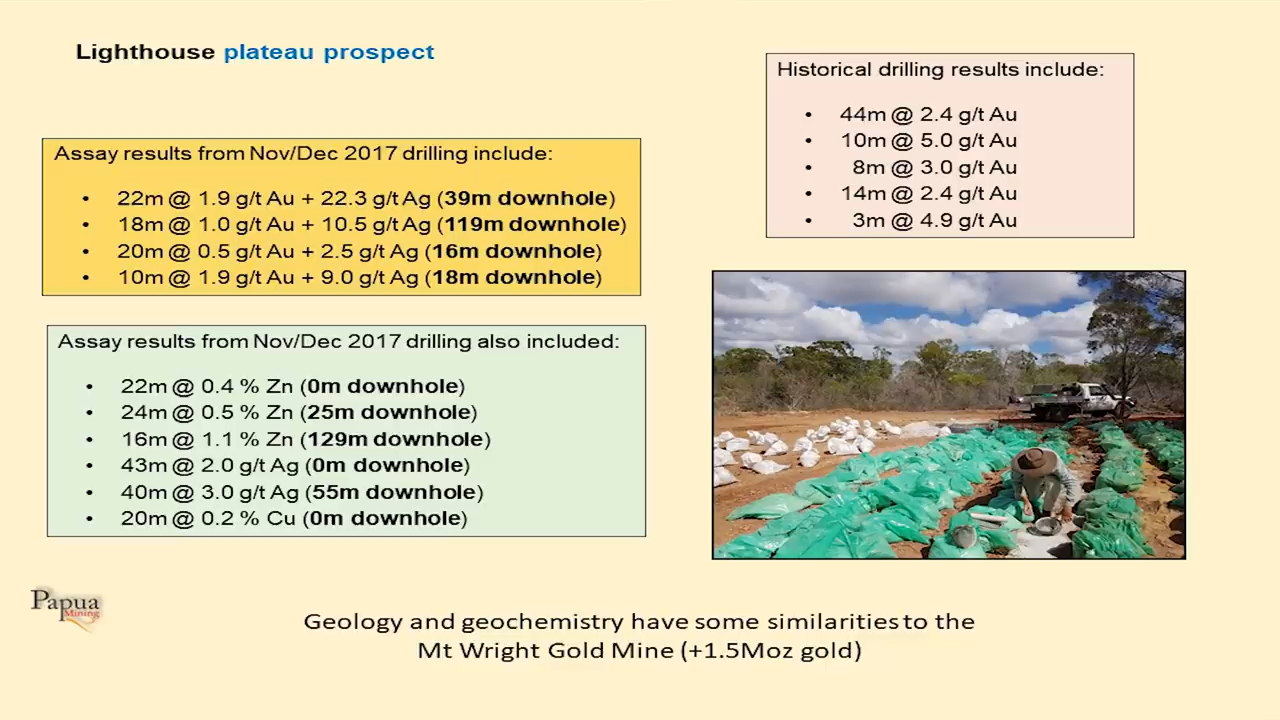 Lighthouse plateau prospect
Assay results from Nov/Dec 2017 drilling include:
• 22m @ 1.9 g/t Au + 22.3 g/t Ag (39m downhole)
• 18m @ 1.0 g/t Au + 10.5 g/t Ag (119m downhole)
• 20m @ 0.5 g/t Au + 2.5 g/t Ag (16m downhole)
• 10m @ 1.9 g/t Au + 9.0 g/t Ag (18m downhole)
Assay results from Nov/Dec 2017 drilling also included:
• 22m @ 0.4 % Zn (0m downhole)
• 24m @ 0.5 % Zn (25m downhole)
• 16m @ 1.1 % Zn (129m downhole)
• 43m @ 2.0 g/t Ag (0m downhole)
• 40m @ 3.0 g/t Ag (55m downhole)
• 20m @ 0.2 % Cu (0m downhole)
Historical drilling results include:
• 44m @ 2.4 g/t Au
• 10m @ 5.0 g/t Au
• 8m @ 3.0 g/t Au
• 14m @ 2.4 g/t Au
• 3m @ 4.9 g/t Au
Papua
Mining
Geology and geochemistry have some similarities to the
Mt Wright Gold Mine (+1.5Moz gold)